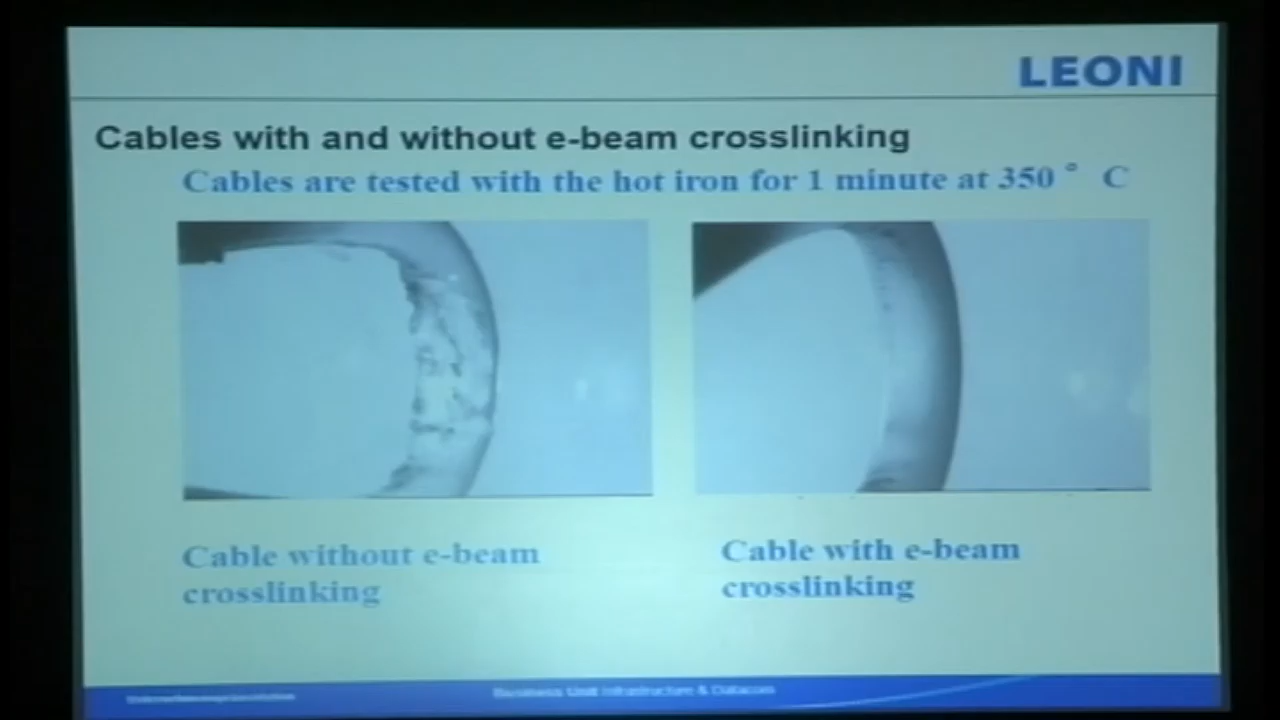 LEONI
Cables with and without e-beam crosslinking
Cables are tested with the hot iron for 1 minute at 350 ° C
Cable without e-beam
crosslinking
Cable with e-beam
crosslinking
Unternehmenspräsentation
Business Unit Infrastructure & Datacom